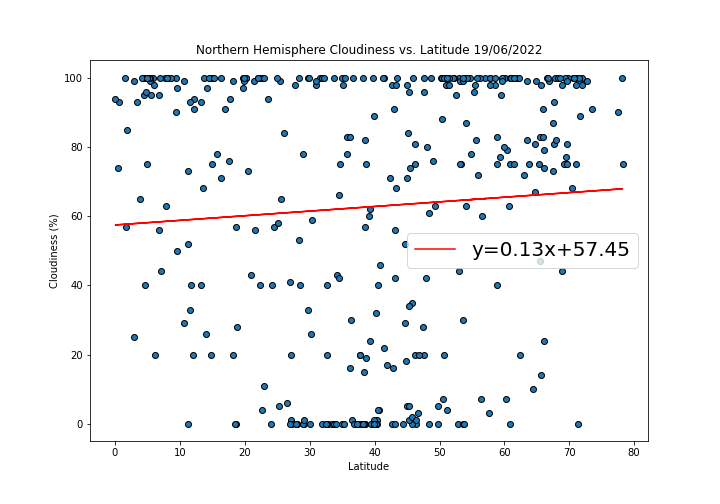 Northern Hemisphere Cloudiness vs. Latitude 19/06/2022
Cloudiness (%)
100
80
60
40
20
0
y=0.13x+57.45
0 10 20 30 40 50 60 70 80
Latitude